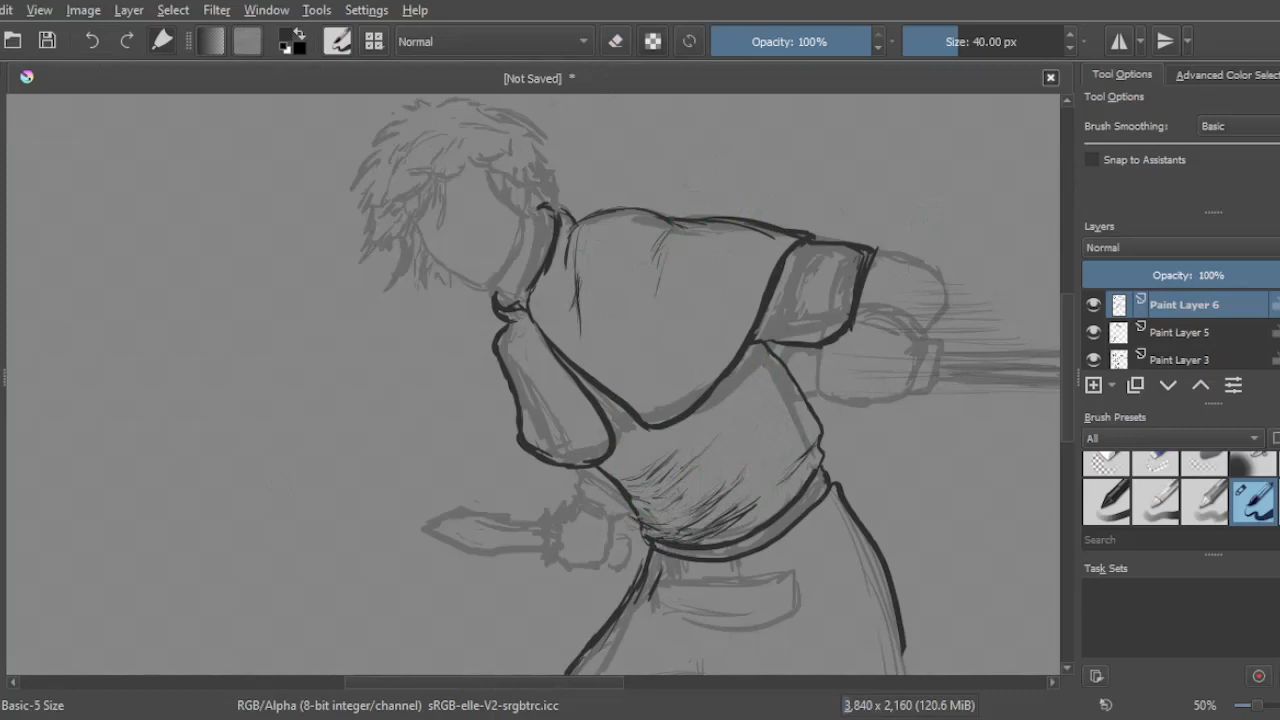 dit View Image Layer Select Filter Window Tools Settings Help
Normal Opacity: 100% Size: 40.00 px
[Not Saved] *
Tool Options Advanced Color Selec
Tool Options
Brush Smoothing: Basic
Snap to Assistants
Layers
Normal
Opacity: 100%
Paint Layer 6
Paint Layer 5
Paint Layer 3
Brush Presets
All
Search
Task Sets
Basic-5 Size RGB/Alpha (8-bit integer/channel) sRGB-elle-V2-srgbtrc.icc 3,840 x 2,160 (120.6 MiB) 50%